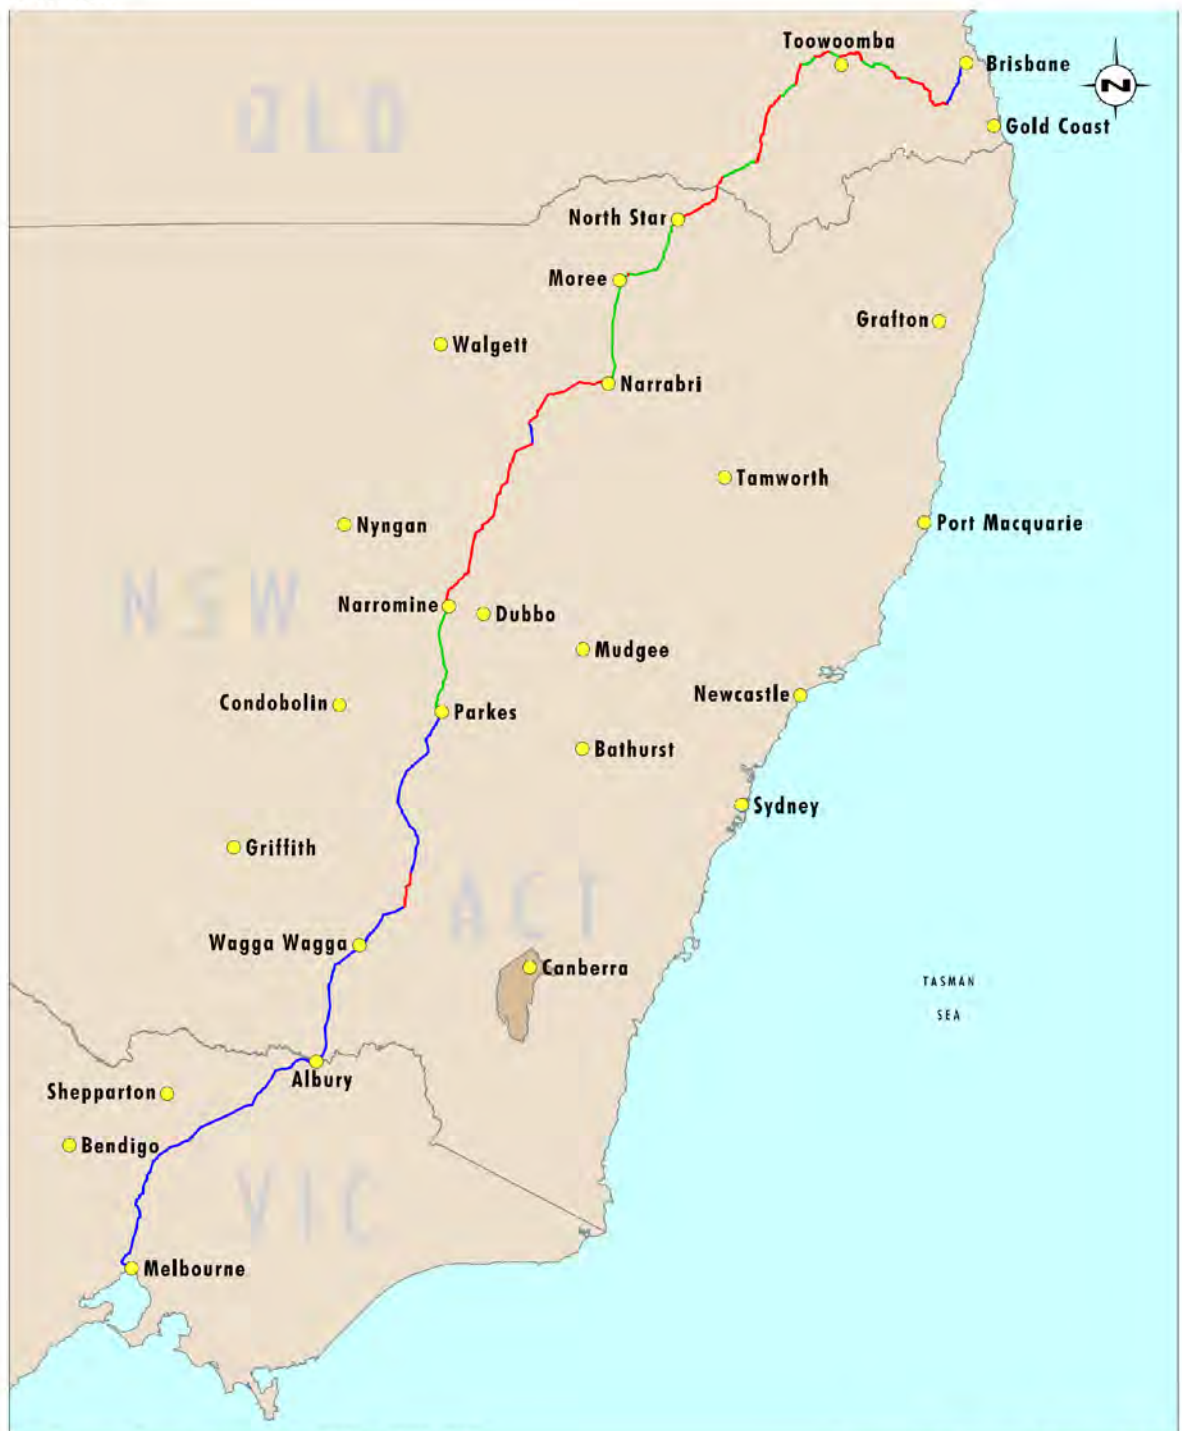 Toowoomba
Brisbane
N
QLD
Gold Coast
North Star
Moree
Grafton
Walgett
Narrabri
Tamworth
Nyngan
Port Macquarie
NSW
Narromine
Dubbo
Mudgee
Newcastle
Condobolin
Parkes
Bathurst
Sydney
Griffith
ACT
Wagga Wagga
Canberra
TASMAN
SEA
Albury
Shepparton
Bendigo
VIC
Melbourne